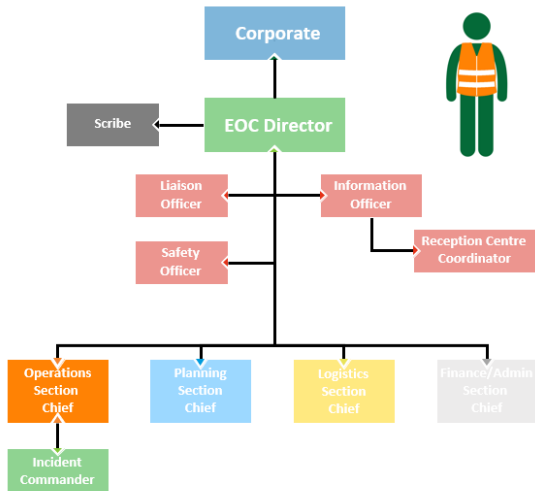 Corporate
Scribe
EOC Director
Liaison
Officer
Information
Officer
Safety
Officer
Reception Centre
Coordinator
Operations
Section
Chief
Planning
Section
Chief
Logistics
Section
Chief
Finance/Admin
Section
Chief
Incident
Commander